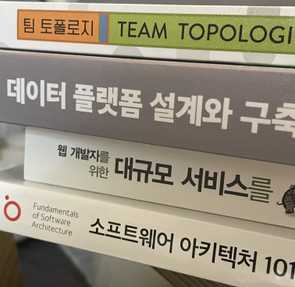 팀 토폴로지 TEAM TOPOLOGI
데이터 플랫폼 설계와 구축
웹 개발자를
위한 대규모 서비스를
Fundamentals
of Software
Architecture
소프트웨어 아키텍처 101